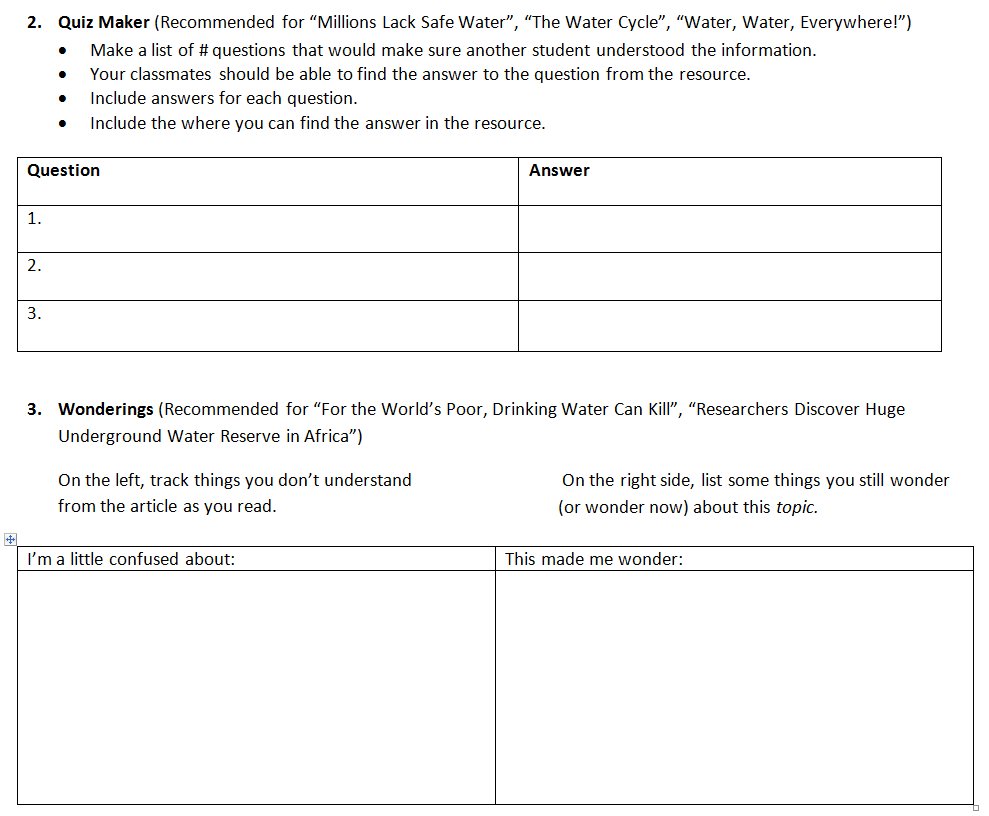 2. Quiz Maker (Recommended for “Millions Lack Safe Water”, “The Water Cycle”, “Water, Water, Everywhere!”)
• Make a list of # questions that would make sure another student understood the information.
• Your classmates should be able to find the answer to the question from the resource.
• Include answers for each question.
• Include the where you can find the answer in the resource.
Question Answer
1.
2.
3.
3. Wonderings (Recommended for “For the World’s Poor, Drinking Water Can Kill”, “Researchers Discover Huge
Underground Water Reserve in Africa”)
On the left, track things you don’t understand
from the article as you read.
On the right side, list some things you still wonder
(or wonder now) about this topic.
I’m a little confused about: This made me wonder: